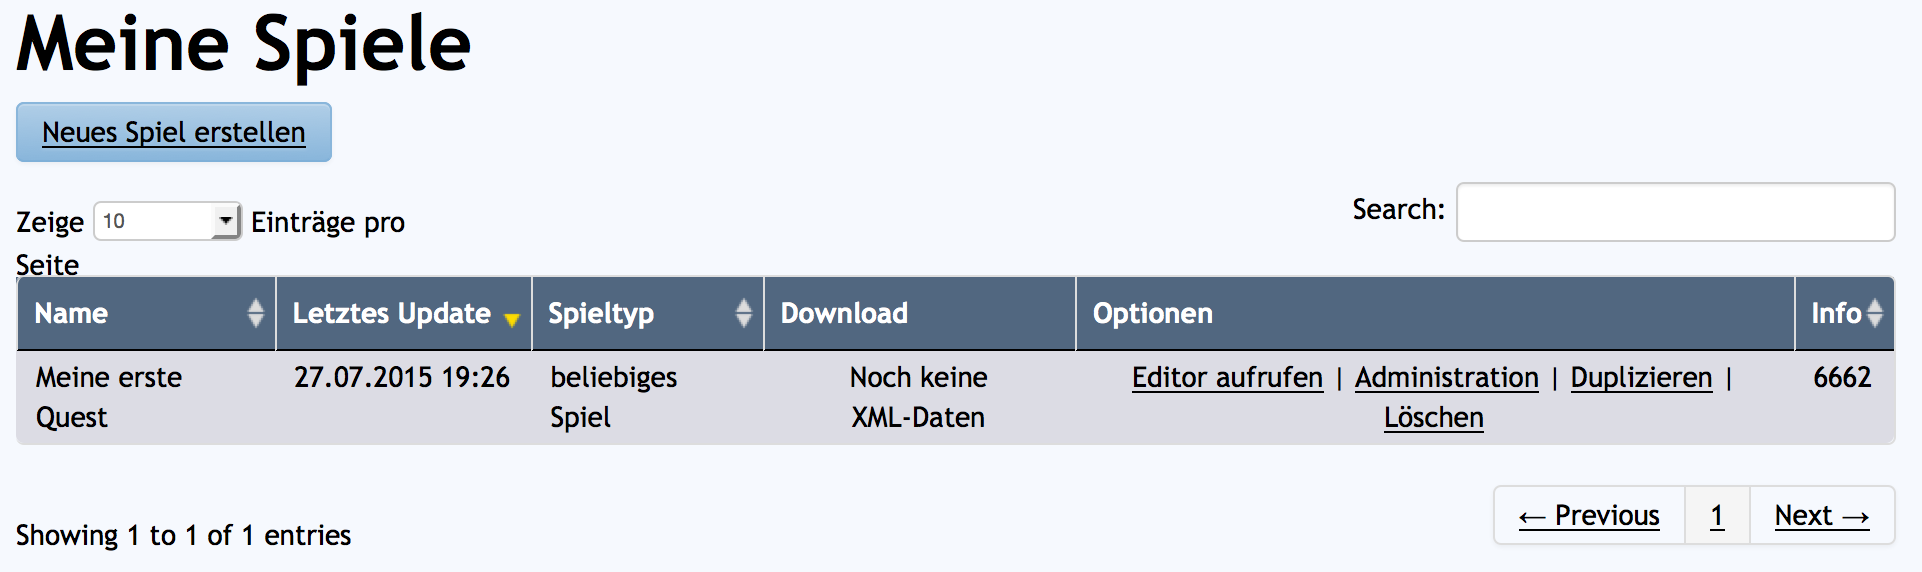 Meine Spiele
Neues Spiel erstellen
Zeige 10 Einträge pro
Seite
Search:
Name Letztes Update Spieltyp Download Optionen Info
Meine erste 27.07.2015 19:26 beliebiges Noch keine Editor aufrufen | Administration | Duplizieren | 6662
Quest Spiel XML-Daten Löschen
← Previous 1 Next →
Showing 1 to 1 of 1 entries